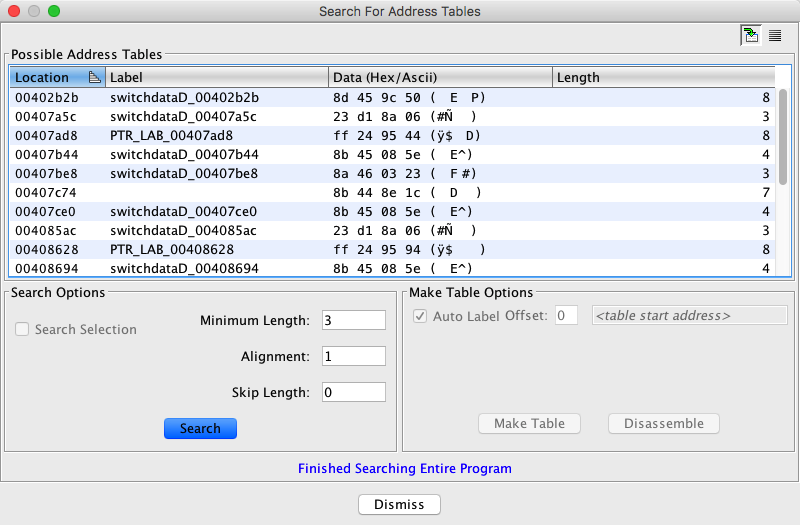 Search For Address Tables
Possible Address Tables
Location Label Data (Hex/Ascii) Length
00402b2b switchdataD_00402b2b 8d 45 9c 50 ( E P) 8
00407a5c switchdataD_00407a5c 23 d1 8a 06 (#Ñ ) 3
00407ad8 PTR_LAB_00407ad8 ff 24 95 44 (ÿ$ D) 8
00407b44 switchdataD_00407b44 8b 45 08 5e ( E^) 4
00407be8 switchdataD_00407be8 8a 46 03 23 ( F #) 3
00407c74 8b 44 8e 1c ( D ) 7
00407ce0 switchdataD_00407ce0 8b 45 08 5e ( E^) 4
004085ac switchdataD_004085ac 23 d1 8a 06 (#Ñ ) 3
00408628 PTR_LAB_00408628 ff 24 95 94 (ÿ$ ) 8
00408694 switchdataD_00408694 8b 45 08 5e ( E^) 4
Search Options
Search Selection
Minimum Length: 3
Alignment: 1
Skip Length: 0
Search
Make Table Options
Auto Label Offset: 0 <table start address>
Make Table Disassemble
Finished Searching Entire Program
Dismiss